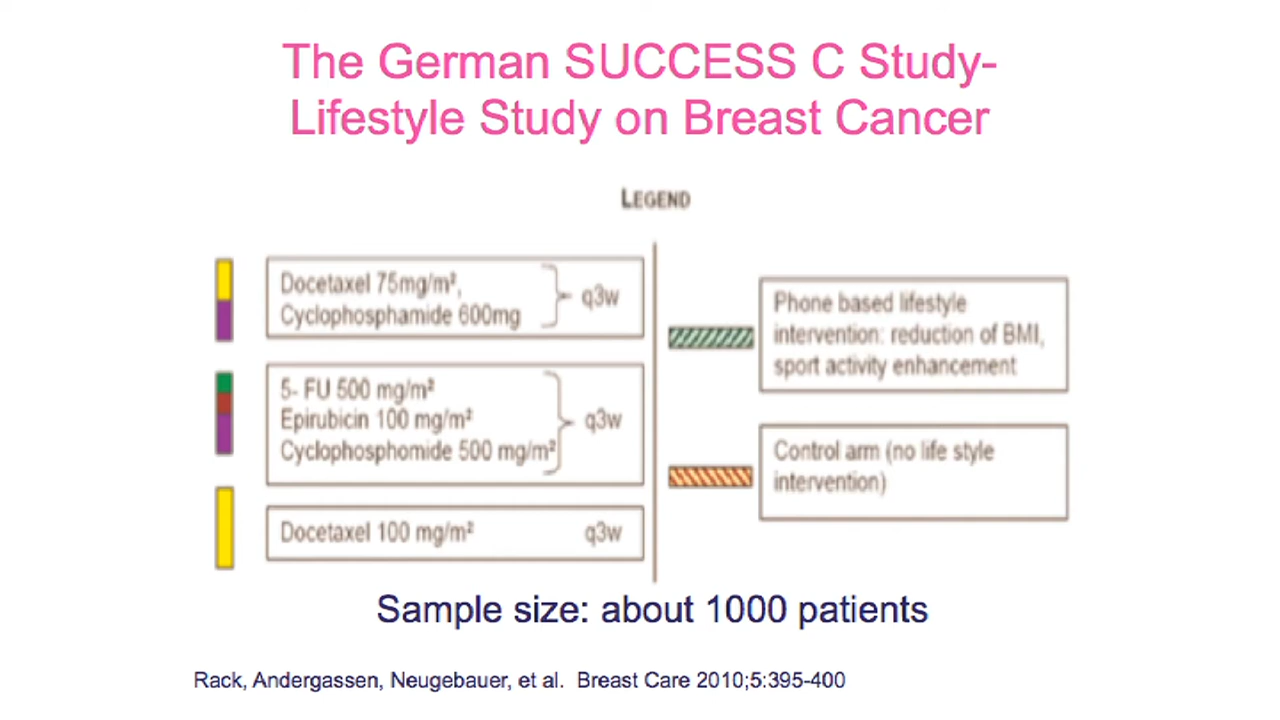 The German SUCCESS C Study-
Lifestyle Study on Breast Cancer
LEGEND
Docetaxel 75mg/m²,
Cyclophosphamide 600mg
q3w
5- FU 500 mg/m²
Epirubicin 100 mg/m²
Cyclophosphomide 500 mg/m²
q3w
Docetaxel 100 mg/m² q3w
Phone based lifestyle
intervention: reduction of BMI,
sport activity enhancement
Control arm (no life style
intervention)
Sample size: about 1000 patients
Rack, Andergassen, Neugebauer, et al. Breast Care 2010;5:395-400